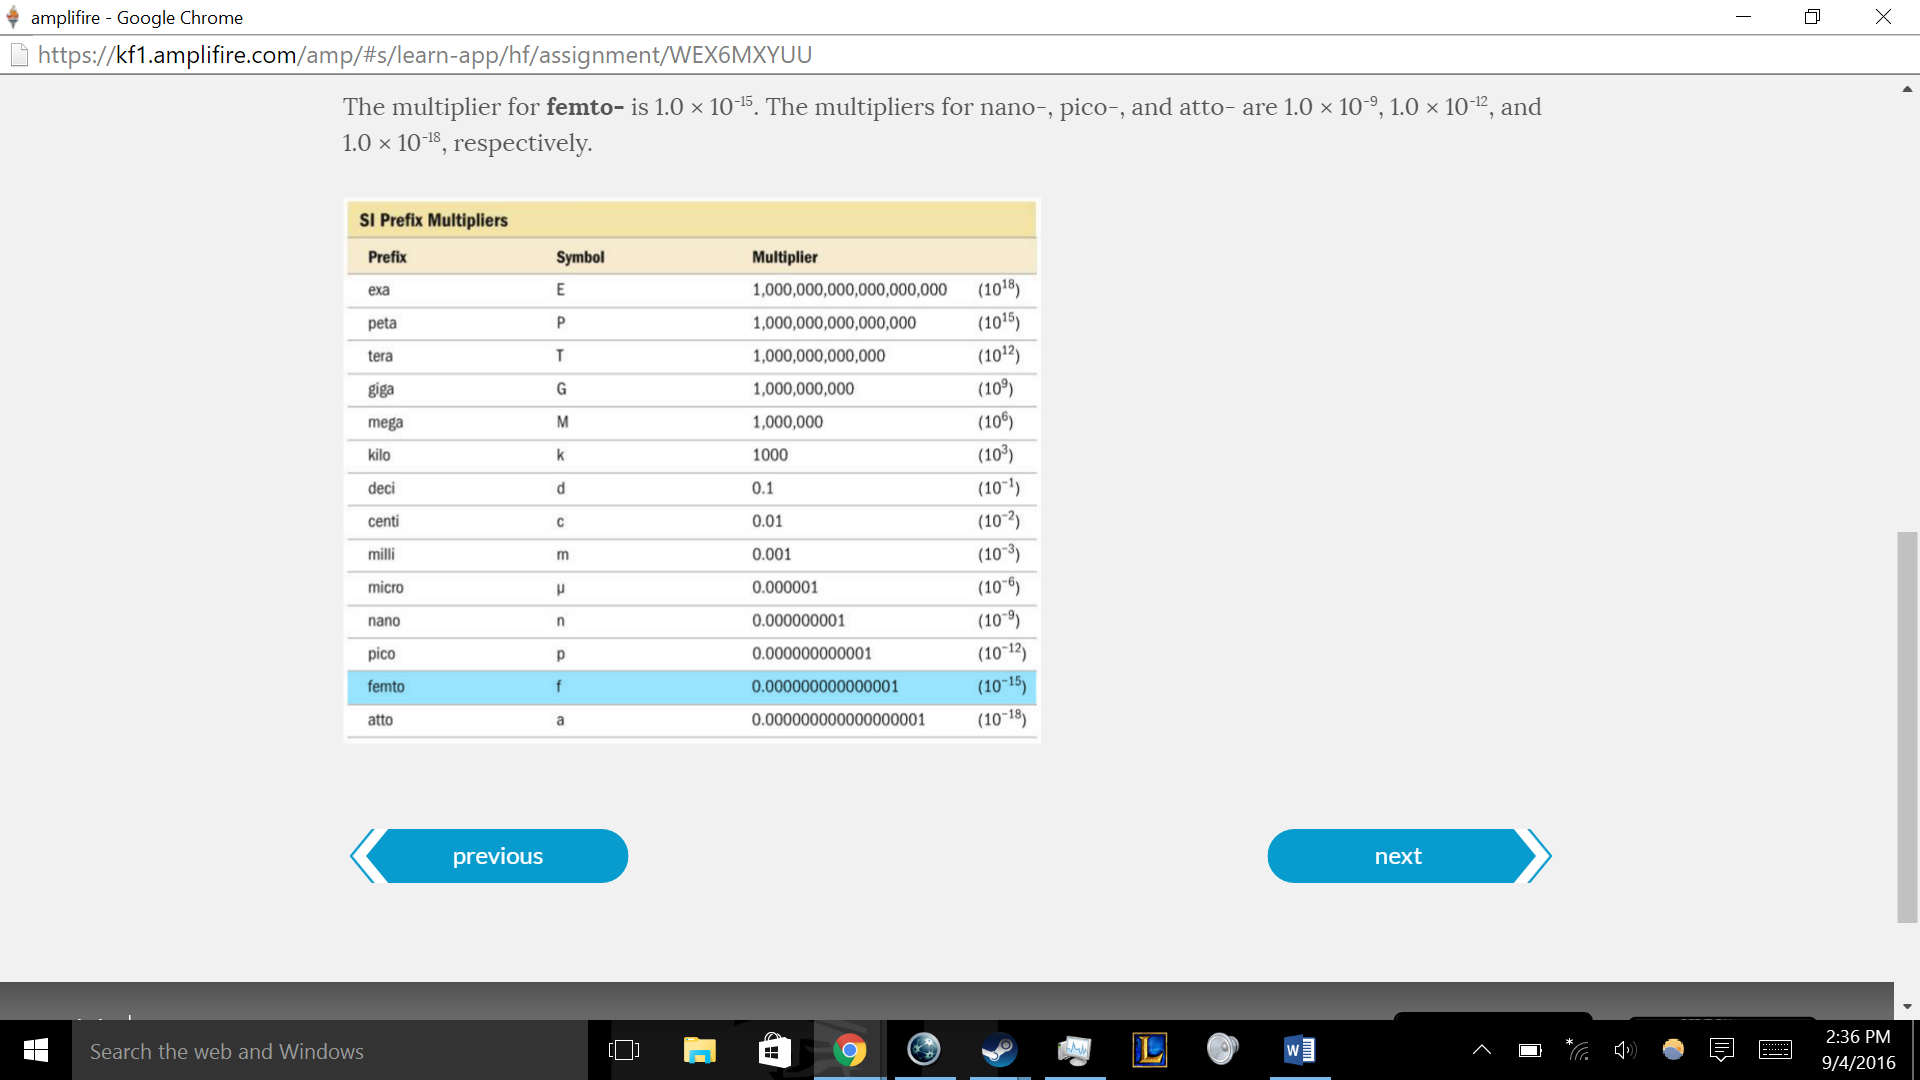 amplifire - Google Chrome
https://kf1.amplifire.com/amp/#s/learn-app/hf/assignment/WEX6MXYUU
The multiplier for femto- is 1.0 × 10⁻¹⁵. The multipliers for nano-, pico-, and atto- are 1.0 × 10⁻⁹, 1.0 × 10⁻¹², and
1.0 × 10⁻¹⁸, respectively.
SI Prefix Multipliers
Prefix Symbol Multiplier
exa E 1,000,000,000,000,000,000 (10¹⁸)
peta P 1,000,000,000,000,000 (10¹⁵)
tera T 1,000,000,000,000 (10¹²)
giga G 1,000,000,000 (10⁹)
mega M 1,000,000 (10⁶)
kilo k 1000 (10³)
deci d 0.1 (10⁻¹)
centi c 0.01 (10⁻²)
milli m 0.001 (10⁻³)
micro μ 0.000001 (10⁻⁶)
nano n 0.000000001 (10⁻⁹)
pico p 0.000000000001 (10⁻¹²)
femto f 0.000000000000001 (10⁻¹⁵)
atto a 0.000000000000000001 (10⁻¹⁸)
previous next
Search the web and Windows
2:36 PM
9/4/2016